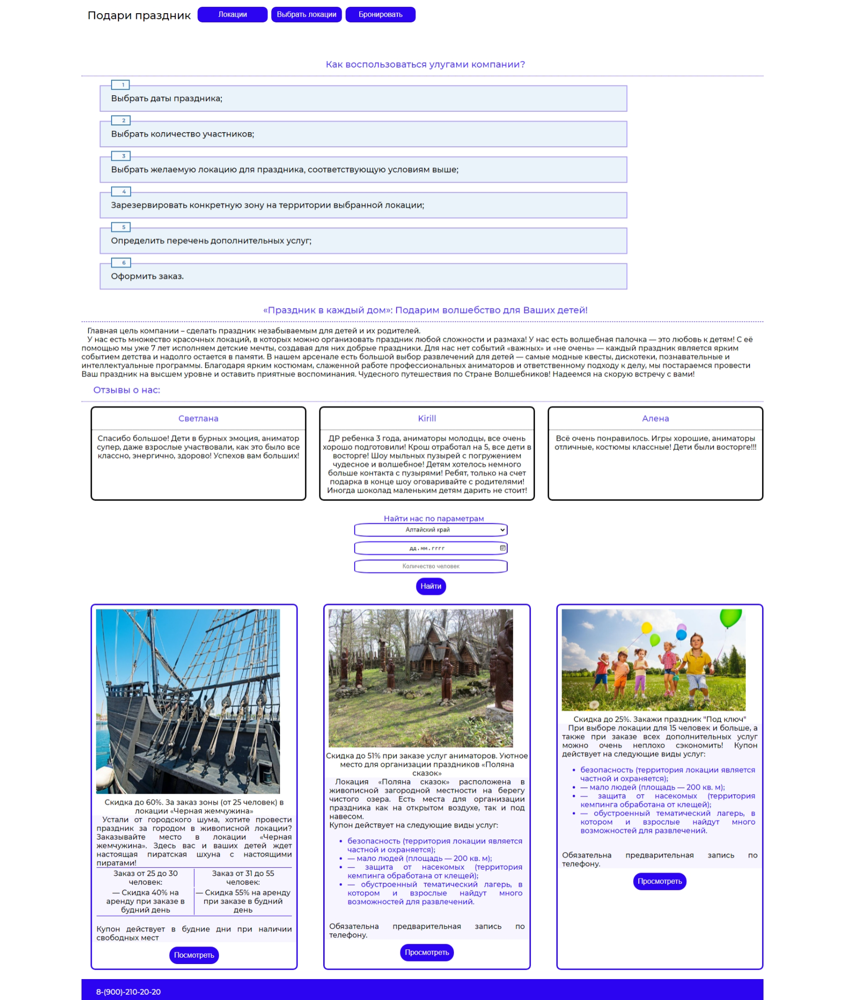 Подари праздник
Локации
Выбрать локации
Бронировать
Как воспользоваться улугами компании?
1
Выбрать даты праздника;
2
Выбрать количество участников;
3
Выбрать желаемую локацию для праздника, соответствующую условиям выше;
4
Зарезервировать конкретную зону на территории выбранной локации;
5
Определить перечень дополнительных услуг;
6
Оформить заказ.
«Праздник в каждый дом»: Подарим волшебство для Ваших детей!
Главная цель компании – сделать праздник незабываемым для детей и их родителей.
У нас есть множество красочных локаций, в которых можно организовать праздник любой сложности и размаха! У нас есть волшебная палочка — это любовь к детям! С её
помощью мы уже 7 лет исполняем детские мечты, создавая для них добрые праздники. Для нас нет событий «важных» и «не очень» — каждый праздник является ярким
событием детства и надолго остается в памяти. В нашем арсенале есть большой выбор развлечений для детей — самые модные квесты, дискотеки, познавательные и
интеллектуальные программы. Благодаря ярким костюмам, слаженной работе профессиональных аниматоров и ответственному подходу к делу, мы постараемся провести
Ваш праздник на высшем уровне и оставить приятные воспоминания. Чудесного путешествия по Стране Волшебников! Надеемся на скорую встречу с вами!
Отзывы о нас:
Светлана
Спасибо большое! Дети в бурных эмоция, аниматор
супер, даже взрослые участвовали, как это было все
классно, энергично, здорово! Успехов вам больших!
Kirill
ДР ребенка 3 года, аниматоры молодцы, все очень
хорошо подготовили! Крош отработал на 5, все дети в
восторге! Шоу мыльных пузырей с погружением
чудесное и волшебное! Детям хотелось немного
больше контакта с пузырями! Ребят, только на счет
подарка в конце шоу оговаривайте с родителями!
Иногда шоколад маленьким детям дарить не стоит!
Алена
Всё очень понравилось. Игры хорошие, аниматоры
отличные, костюмы классные! Дети были восторге!!!
Найти нас по параметрам
Алтайский край
дд.мм.гггг
Количество человек
Найти
Скидка до 60%. За заказ зоны (от 25 человек) в
локации «Черная жемчужина»
Устали от городского шума, хотите провести
праздник за городом в живописной локации?
Заказывайте место в локации «Черная
жемчужина». Здесь вас и ваших детей ждет
настоящая пиратская шхуна с настоящими
пиратами!
Заказ от 25 до 30
человек:
Заказ от 31 до 55
человек:
— Скидка 40% на
аренду при заказе в
будний день
— Скидка 55% на аренду
при заказе в будний
день
Купон действует в будние дни при наличии
свободных мест
Посмотреть
Скидка до 51% при заказе услуг аниматоров. Уютное
место для организации праздников «Поляна
сказок»
Локация «Поляна сказок» расположена в
живописной загородной местности на берегу
чистого озера. Есть места для организации
праздника как на открытом воздухе, так и под
навесом.
Купон действует на следующие виды услуг:
• безопасность (территория локации является
частной и охраняется);
• — мало людей (площадь — 200 кв. м);
• — защита от насекомых (территория
кемпинга обработана от клещей);
• — обустроенный тематический лагерь, в
котором и взрослые найдут много
возможностей для развлечений.
Обязательна предварительная запись по
телефону.
Просмотреть
Скидка до 25%. Закажи праздник "Под ключ"
При выборе локации для 15 человек и больше, а
также при заказе всех дополнительных услуг
можно очень неплохо сэкономить! Купон
действует на следующие виды услуг:
• безопасность (территория локации является
частной и охраняется);
• — мало людей (площадь — 200 кв. м);
• — защита от насекомых (территория
кемпинга обработана от клещей);
• — обустроенный тематический лагерь, в
котором и взрослые найдут много
возможностей для развлечений.
Обязательна предварительная запись по
телефону.
Просмотреть
8-(900)-210-20-20